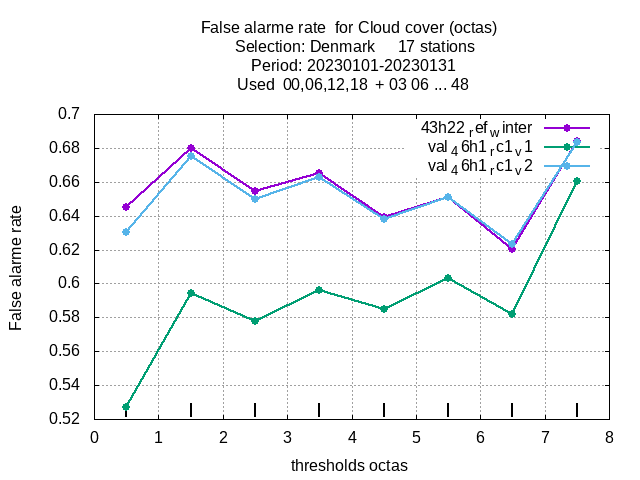 False alarme rate  for Cloud cover (octas)
Selection: Denmark     17 stations
Period: 20230101-20230131
Used  00,06,12,18  + 03 06 ... 48
0.7
0.68
0.66
0.64
0.62
0.6
0.58
0.56
0.54
0.52
False alarme rate
43h22_ref_winter
val_46h1_rc1_v1
val_46h1_rc1_v2
0 1 2 3 4 5 6 7 8
thresholds octas